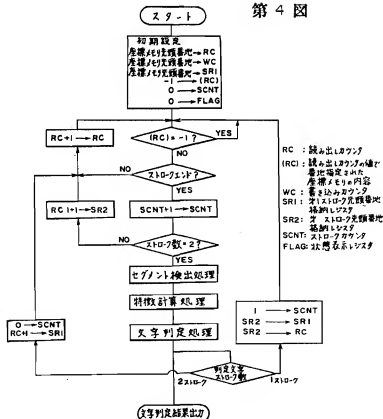 第4図
スタート
初期設定
座標メモリ先頭番地→RC
座標メモリ先頭番地→WC
座標メモリ先頭番地→SR1
-1→(RC)
0→SCNT
0→FLAG
RC+1→RC
(RC)=-1?
YES
NO
NO
ストロークエンド?
YES
RC+1→SR2
SCNT+1→SCNT
NO
ストローク数=2?
YES
セグメント検出処理
特徴計算処理
文字判定処理
0→SCNT
RC+1→SR1
1→SCNT
SR2→SR1
SR2→RC
判定文字
ストローク数
2ストローク
1ストローク
文字判定結果出力
RC:読み出しカウンタ
(RC):読み出しカウンタの値で
番地指定された
座標メモリの内容
WC:書き込みカウンタ
SR1:オ1ストローク先頭番地
格納レジスタ
SR2:オ ストローク先頭番地
格納レジスタ
SCNT:ストロークカウンタ
FLAG:状態表示レジスタ